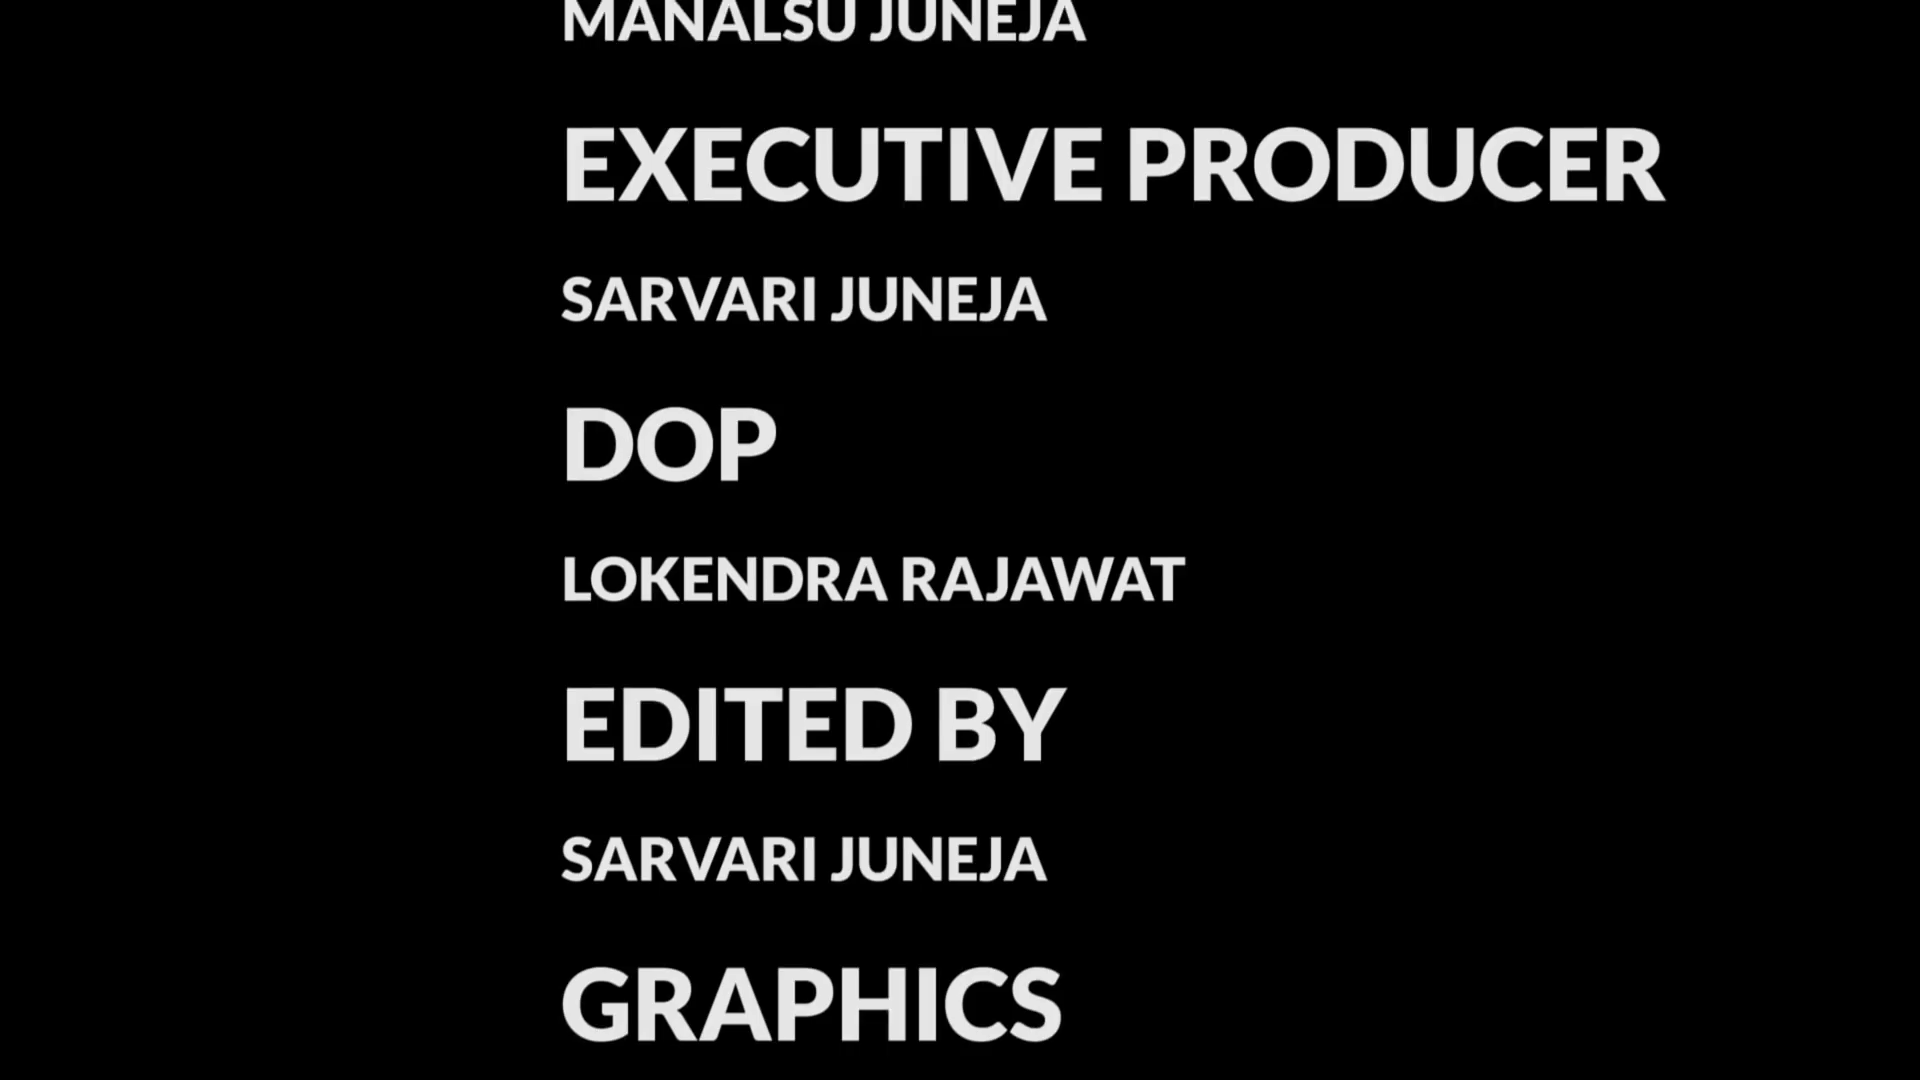 MANALSU JUNEJA
EXECUTIVE PRODUCER
SARVARI JUNEJA
DOP
LOKENDRA RAJAWAT
EDITED BY
SARVARI JUNEJA
GRAPHICS